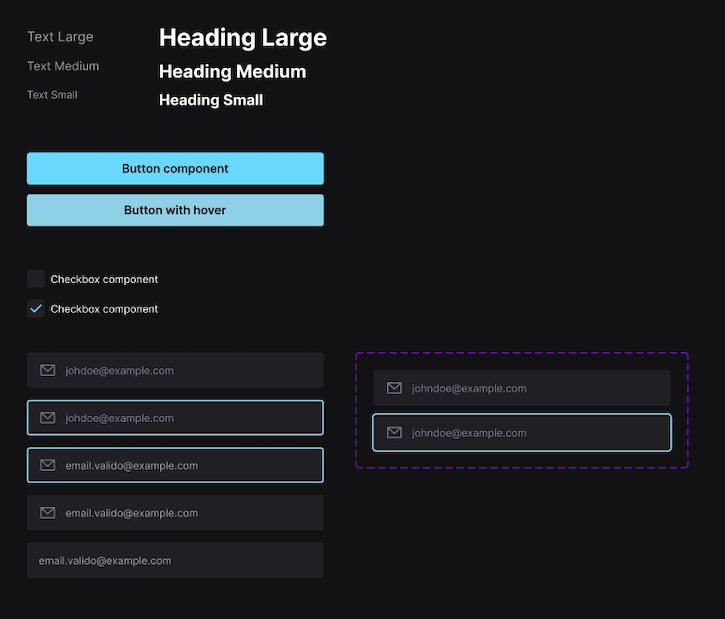 Text Large
Heading Large
Text Medium
Heading Medium
Text Small
Heading Small
Button component
Button with hover
Checkbox component
Checkbox component
johdoe@example.com
johdoe@example.com
email.valido@example.com
email.valido@example.com
email.valido@example.com
johndoe@example.com
johndoe@example.com